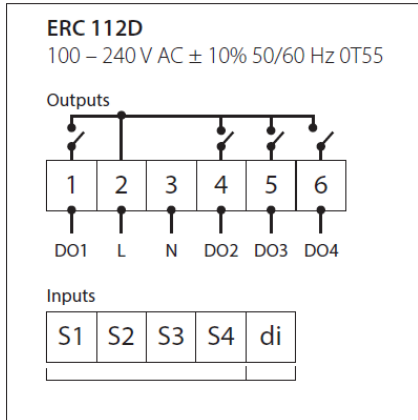 ERC 112D
100 – 240 V AC ± 10% 50/60 Hz 0T55
Outputs
1 2 3 4 5 6
DO1 L N DO2 DO3 DO4
Inputs
S1 S2 S3 S4 di